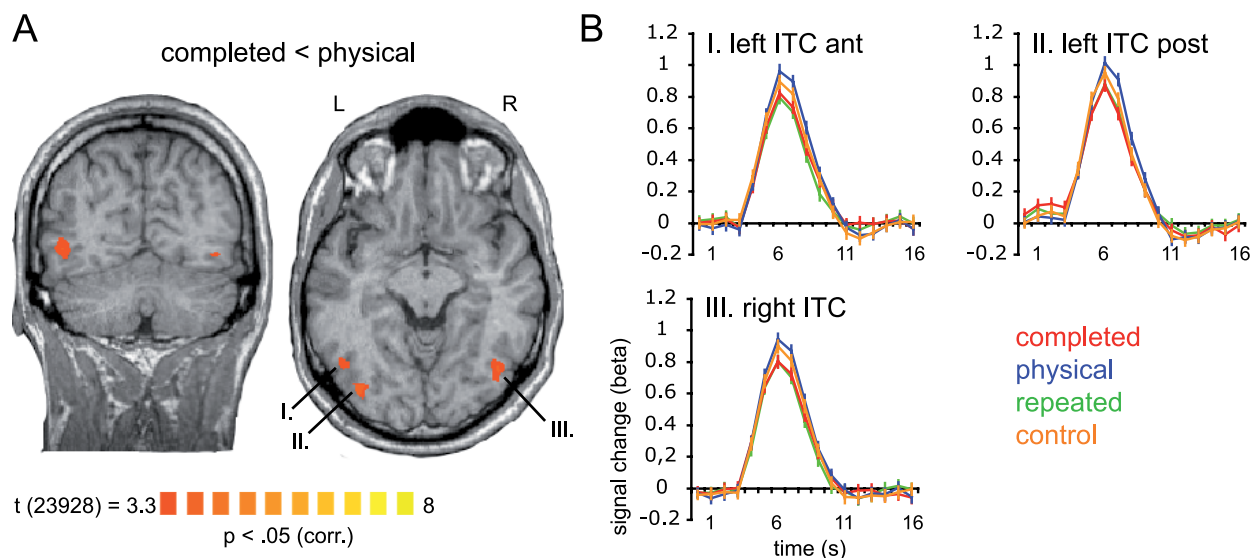 A
completed < physical
L
R
I.
II.
III.
t (23928) = 3.3
8
p < .05 (corr.)
B
I. left ITC ant
1.2
1
0.8
0.6
0.4
0.2
0
−0.2
1
6
11
16
II. left ITC post
1.2
1
0.8
0.6
0.4
0.2
0
−0.2
1
6
11
16
III. right ITC
signal change (beta)
1.2
1
0.8
0.6
0.4
0,2
0
-0.2
1
6
11
16
time (s)
completed
physical
repeated
control